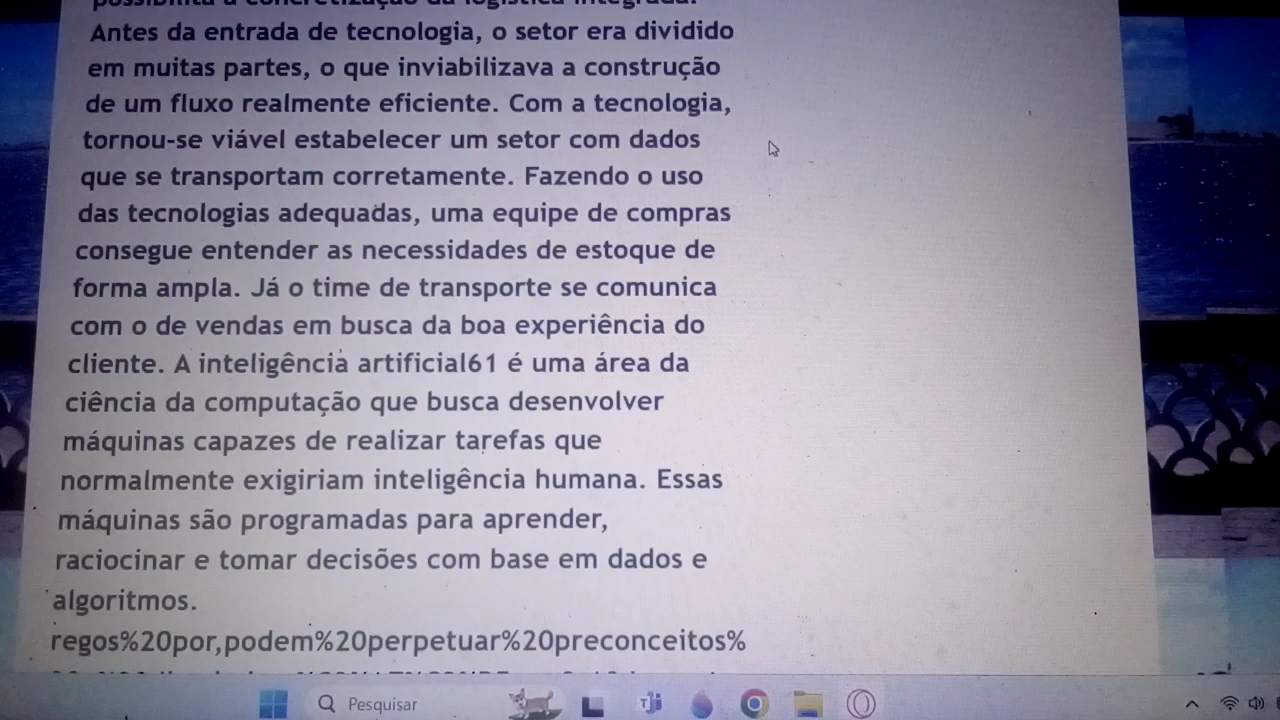 possibilita a concretização da logística integrada.
Antes da entrada de tecnologia, o setor era dividido
em muitas partes, o que inviabilizava a construção
de um fluxo realmente eficiente. Com a tecnologia,
tornou-se viável estabelecer um setor com dados
que se transportam corretamente. Fazendo o uso
das tecnologias adequadas, uma equipe de compras
consegue entender as necessidades de estoque de
forma ampla. Já o time de transporte se comunica
com o de vendas em busca da boa experiência do
cliente. A inteligência artificial61 é uma área da
ciência da computação que busca desenvolver
máquinas capazes de realizar tarefas que
normalmente exigiriam inteligência humana. Essas
máquinas são programadas para aprender,
raciocinar e tomar decisões com base em dados e
algoritmos.
regos%20por,podem%20perpetuar%20preconceitos%
Pesquisar